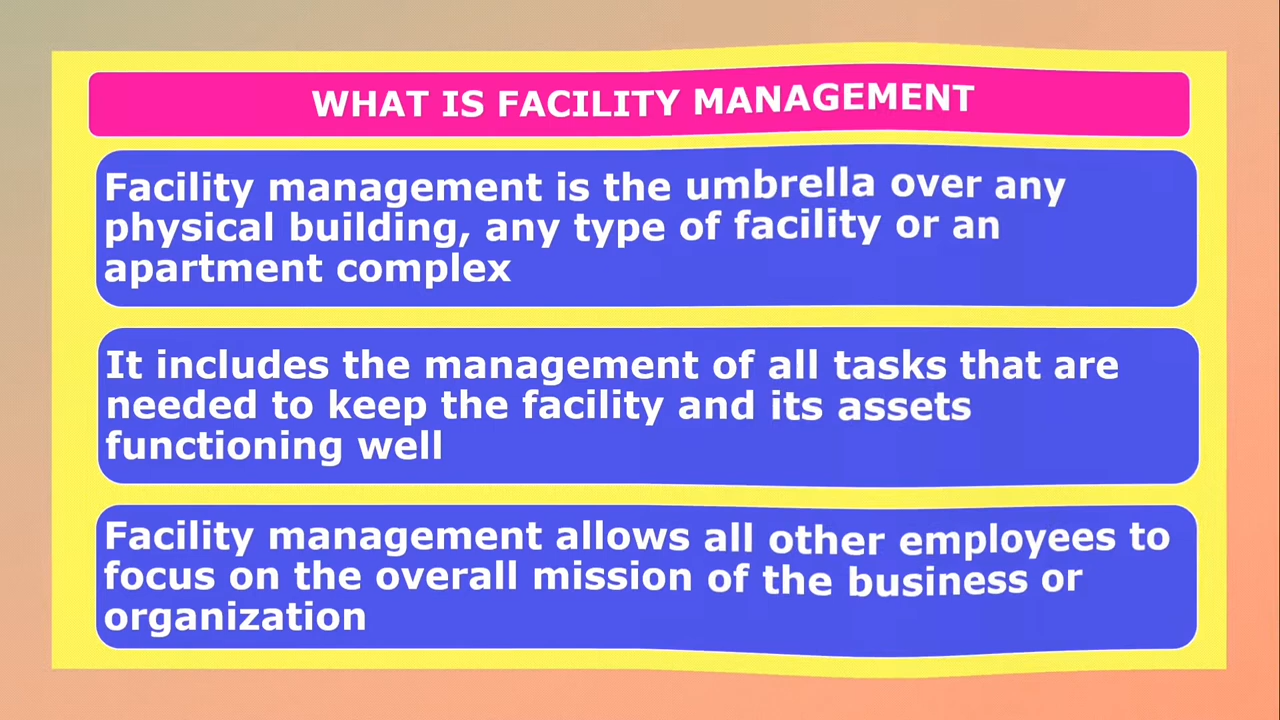 WHAT IS FACILITY MANAGEMENT
Facility management is the umbrella over any
physical building, any type of facility or an
apartment complex
It includes the management of all tasks that are
needed to keep the facility and its assets
functioning well
Facility management allows all other employees to
focus on the overall mission of the business or
organization